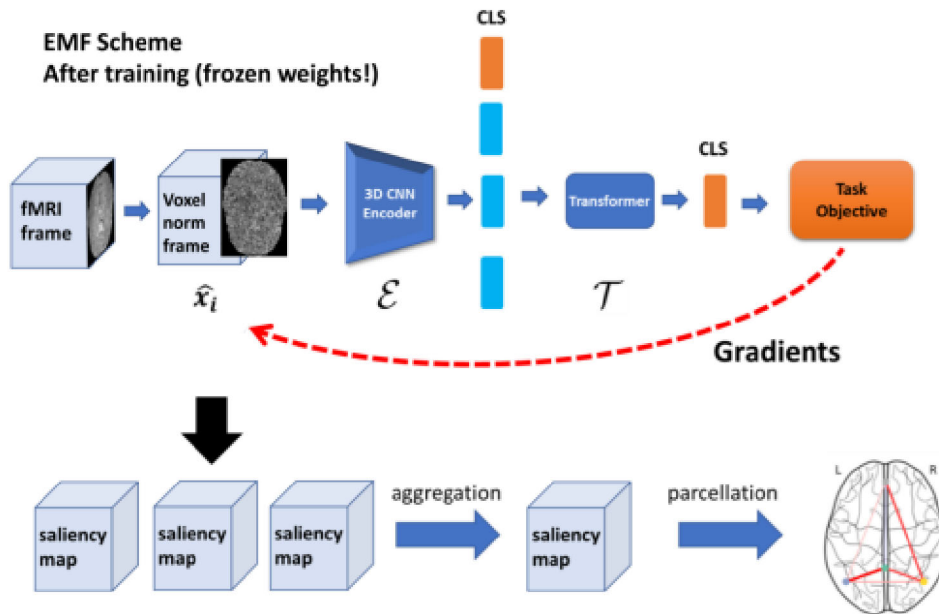 EMF Scheme
After training (frozen weights!)
CLS
fMRI
frame
Voxel
norm
frame
3D CNN
Encoder
Transformer
CLS
Task
Objective
x̂ᵢ
ℰ
𝒯
Gradients
saliency
map
saliency
map
saliency
map
aggregation
saliency
map
parcellation
L
R